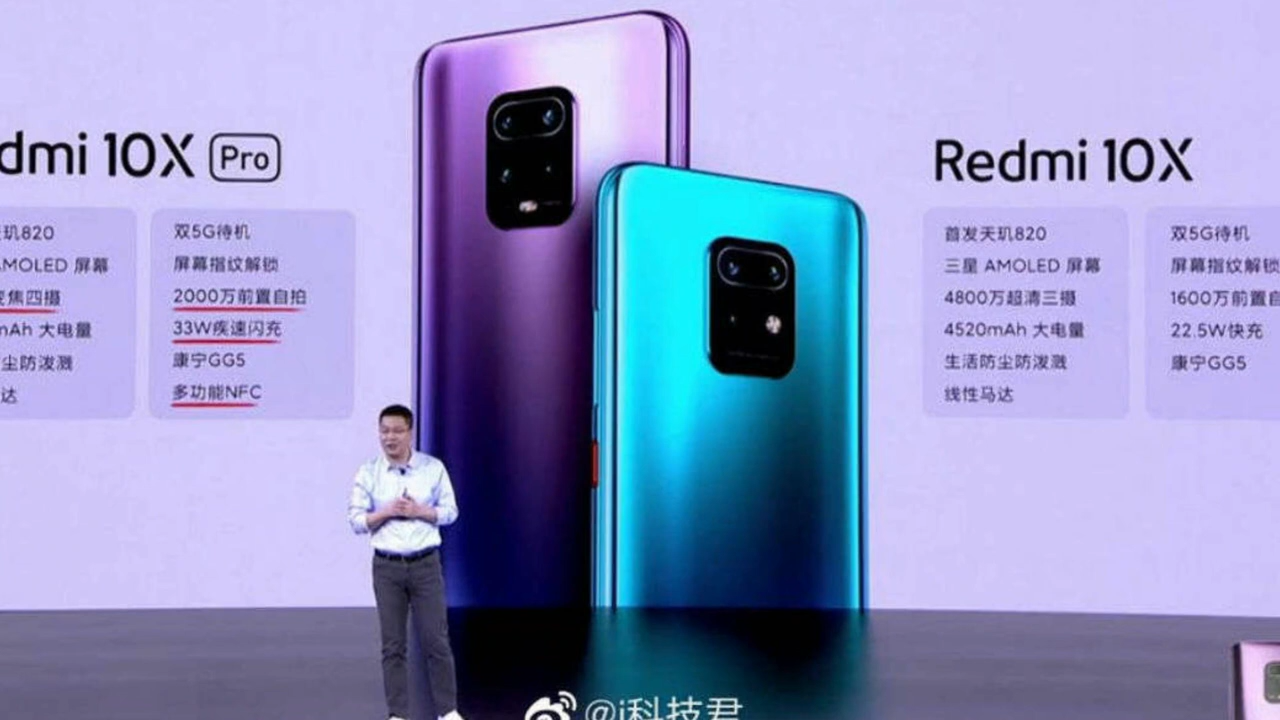 dmi 10X Pro
玑820
AMOLED 屏幕
变焦四摄
mAh 大电量
尘防泼溅
达
双5G待机
屏幕指纹解锁
2000万前置自拍
33W疾速闪充
康宁GG5
多功能NFC
Redmi 10X
首发天玑820
三星 AMOLED 屏幕
4800万超清三摄
4520mAh 大电量
生活防尘防泼溅
线性马达
双5G待机
屏幕指纹解锁
1600万前置自
22.5W快充
康宁GG5
@i科技君